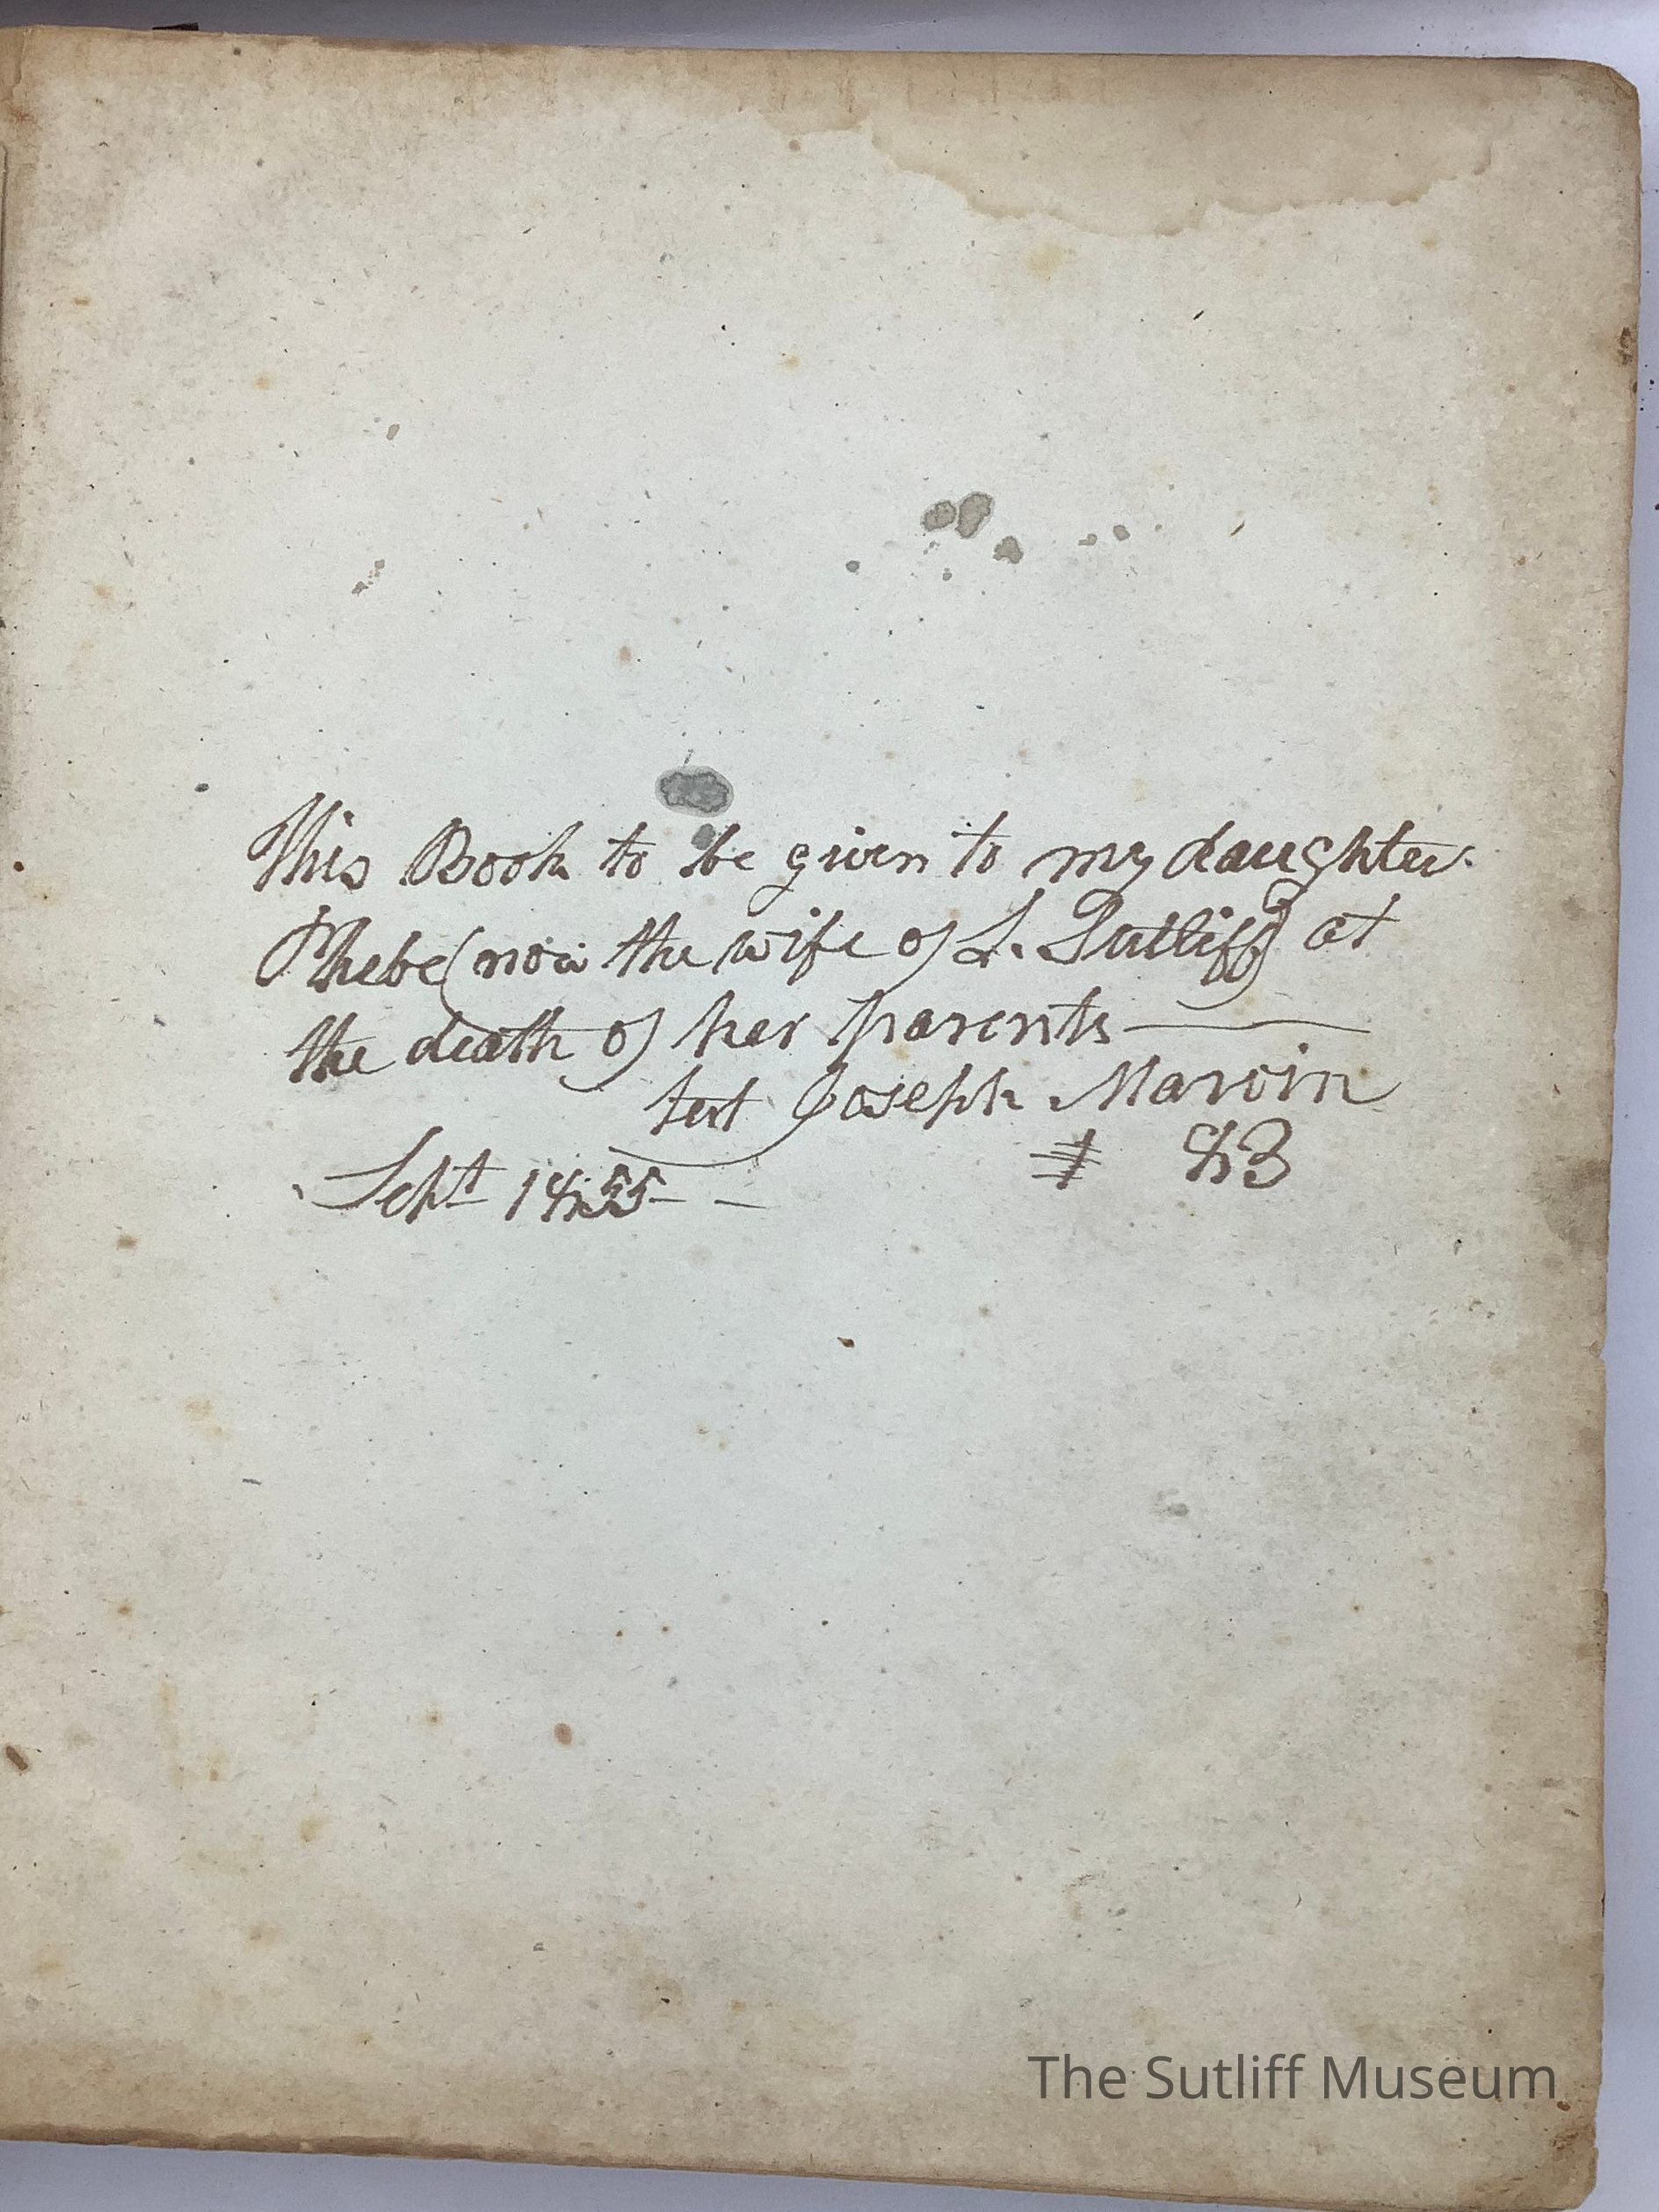 This Book to be given to my daughter
Phebe (now the wife of L. Sutliff) at
the death of her parents —
test Joseph Marvin
Sept 1855 — # 83
The Sutliff Museum